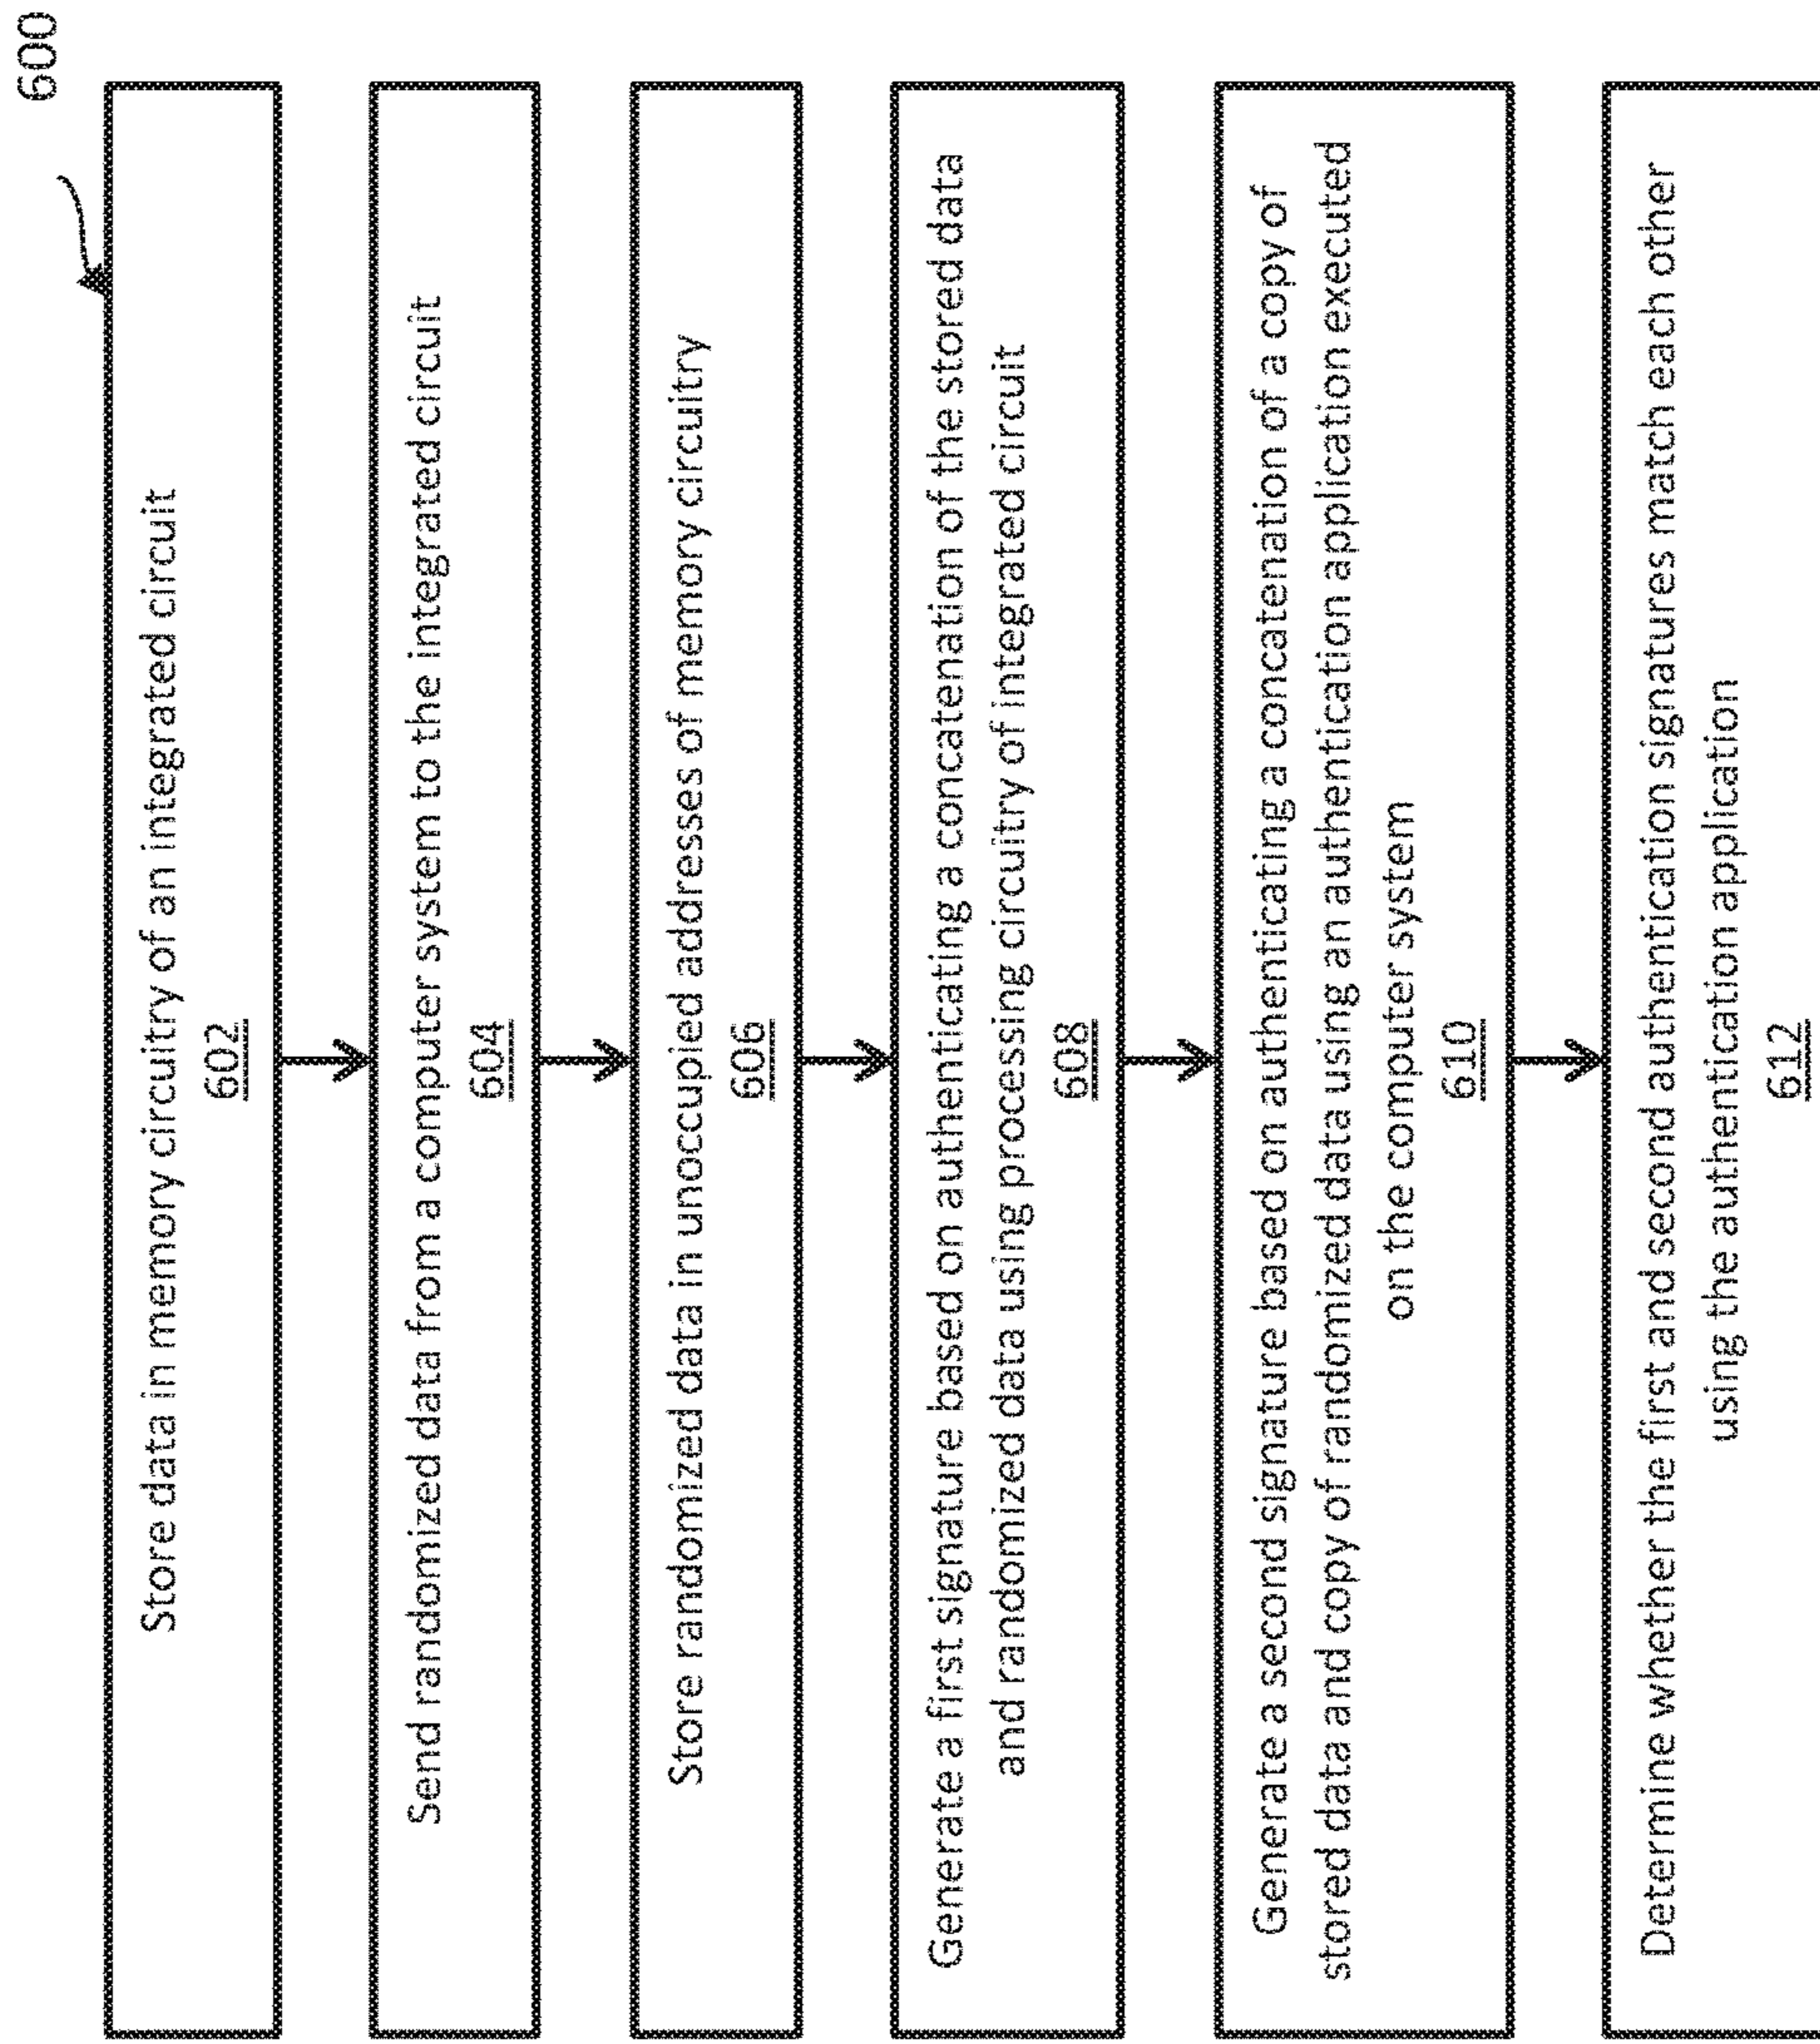 600
Store data in memory circuitry of an integrated circuit
602
Send randomized data from a computer system to the integrated circuit
604
Store randomized data in unoccupied addresses of memory circuitry
606
Generate a first signature based on authenticating a concatenation of the stored data
and randomized data using processing circuitry of integrated circuit
608
Generate a second signature based on authenticating a concatenation of a copy of
stored data and copy of randomized data using an authentication application executed
on the computer system
610
Determine whether the first and second authentication signatures match each other
using the authentication application
612